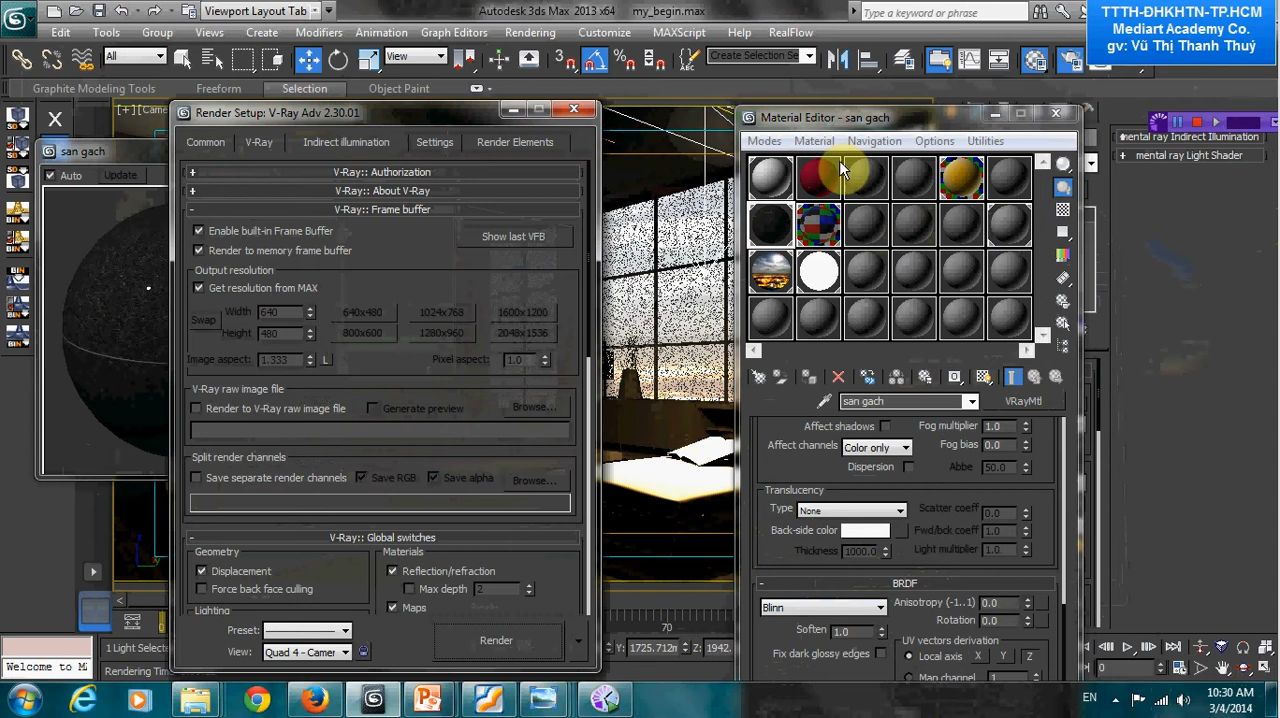 Viewport Layout Tab
Autodesk 3ds Max 2013 x64
my_begin.max
Type a keyword or phrase
TTTH-ĐHKHTN-TP.HCM
Mediart Academy Co.
gv: Vũ Thị Thanh Thuý
Edit Tools Group Views Create Modifiers Animation Graph Editors Rendering Customize MAXScript Help RealFlow
All
View
Create Selection Se
Graphite Modeling Tools Freeform Selection Object Paint
[+] [Came
san gach
Auto Update
Render Setup: V-Ray Adv 2.30.01
Common V-Ray Indirect illumination Settings Render Elements
V-Ray:: Authorization
V-Ray:: About V-Ray
V-Ray:: Frame buffer
Enable built-in Frame Buffer
Show last VFB
Render to memory frame buffer
Output resolution
Get resolution from MAX
Swap
Width 640 640x480 1024x768 1600x1200
Height 480 800x600 1280x960 2048x1536
Image aspect: 1.333 L Pixel aspect: 1.0
V-Ray raw image file
Render to V-Ray raw image file Generate preview Browse...
Split render channels
Save separate render channels Save RGB Save alpha Browse...
V-Ray:: Global switches
Geometry Materials
Displacement Reflection/refraction
Force back face culling Max depth 2
Lighting Maps
Preset:
View: Quad 4 - Camer
Render
Material Editor - san gach
Modes Material Navigation Options Utilities
san gach VRayMtl
Affect shadows Fog multiplier 1.0
Affect channels Color only Fog bias 0.0
Dispersion Abbe 50.0
Translucency
Type None Scatter coeff 0.0
Back-side color Fwd/bck coeff 1.0
Thickness 1000.0 Light multiplier 1.0
BRDF
Blinn Anisotropy (-1..1) 0.0
Rotation 0.0
Soften 1.0
UV vectors derivation
Fix dark glossy edges Local axis X Y Z
Map channel 1
mental ray Indirect Illumination
mental ray Light Shader
70
1 Light Selecte
Welcome to M
Rendering Time
Y: 1725.712m Z: 1942.
0
EN
10:30 AM
3/4/2014